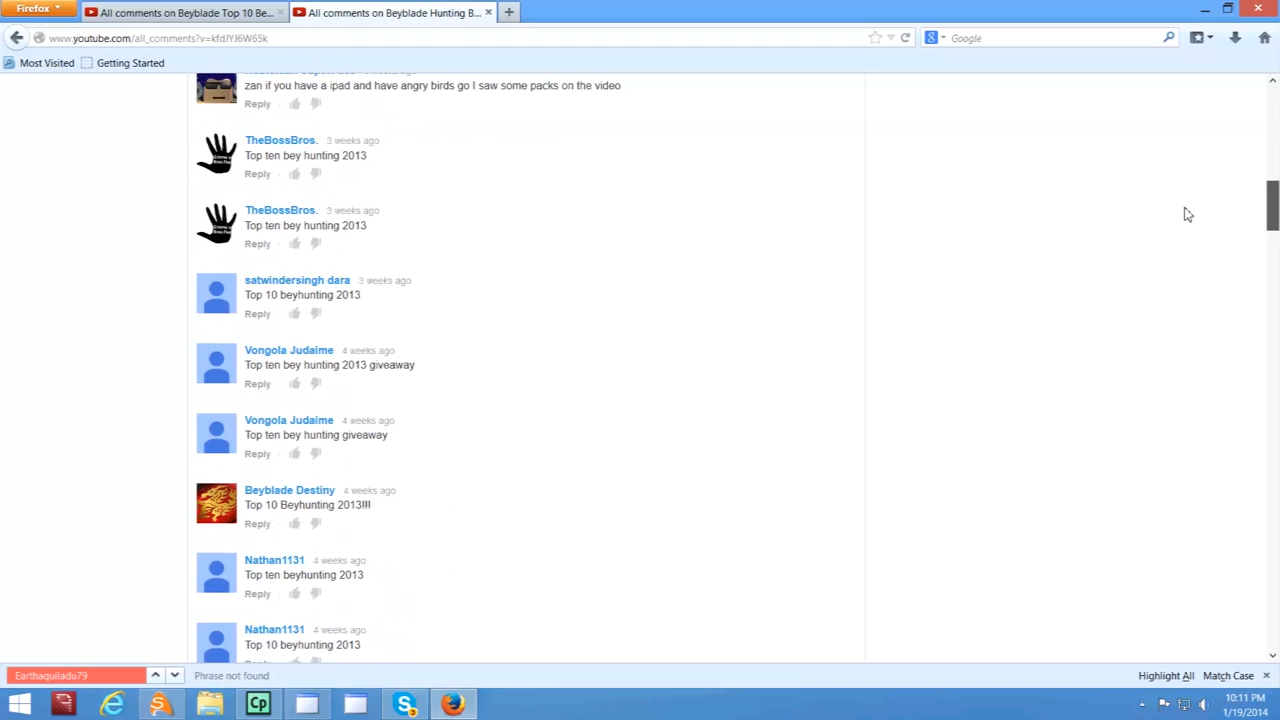 Firefox
All comments on Beyblade Top 10 Be...
All comments on Beyblade Hunting B...
www.youtube.com/all_comments?v=kfdJYJ6W65k
Google
Most Visited
Getting Started
zan if you have a ipad and have angry birds go I saw some packs on the video
Reply
TheBossBros. 3 weeks ago
Top ten bey hunting 2013
Reply
TheBossBros. 3 weeks ago
Top ten bey hunting 2013
Reply
satwindersingh dara 3 weeks ago
Top 10 beyhunting 2013
Reply
Vongola Judaime 4 weeks ago
Top ten bey hunting 2013 giveaway
Reply
Vongola Judaime 4 weeks ago
Top ten bey hunting giveaway
Reply
Beyblade Destiny 4 weeks ago
Top 10 Beyhunting 2013!!!
Reply
Nathan1131 4 weeks ago
Top ten beyhunting 2013
Reply
Nathan1131 4 weeks ago
Top 10 beyhunting 2013
Earthaquiladu79
Phrase not found
Highlight All
Match Case
Cp
10:11 PM
1/19/2014